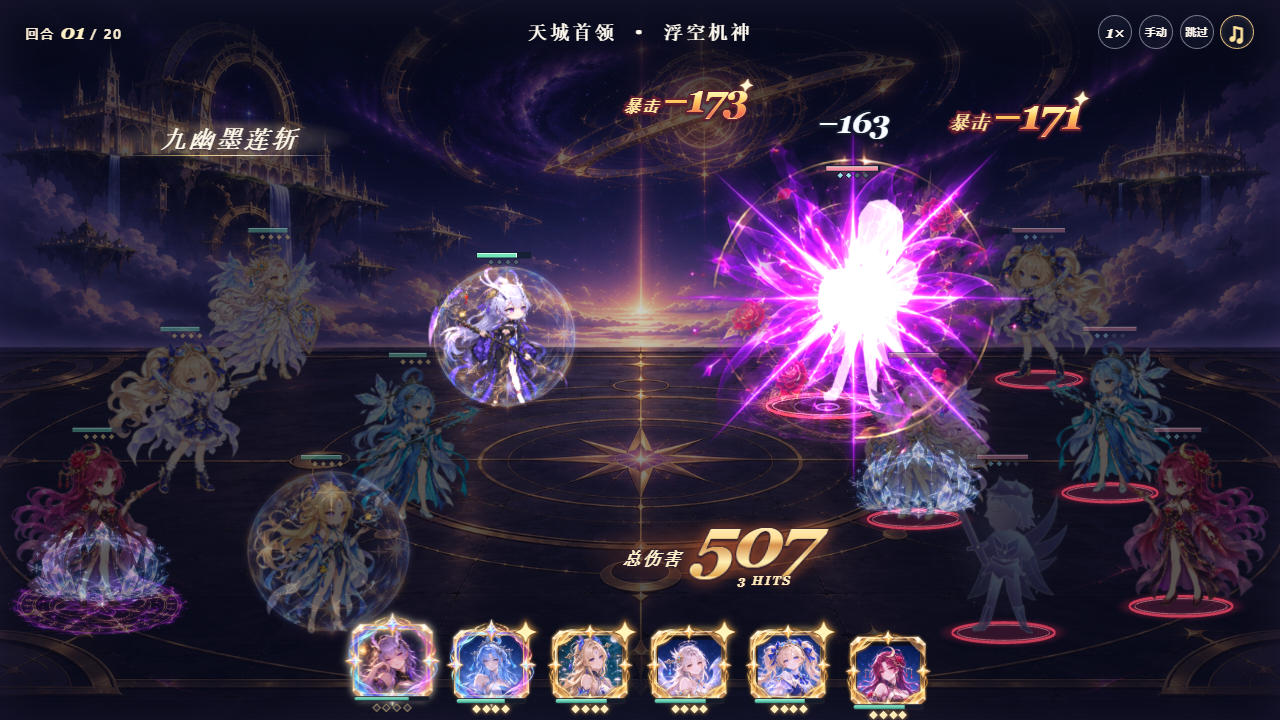 回合 01 / 20
天城首领 • 浮空机神
1×
手动
跳过
暴击 -173
-163
暴击 -171
九幽墨莲斩
总伤害 507
3 HITS